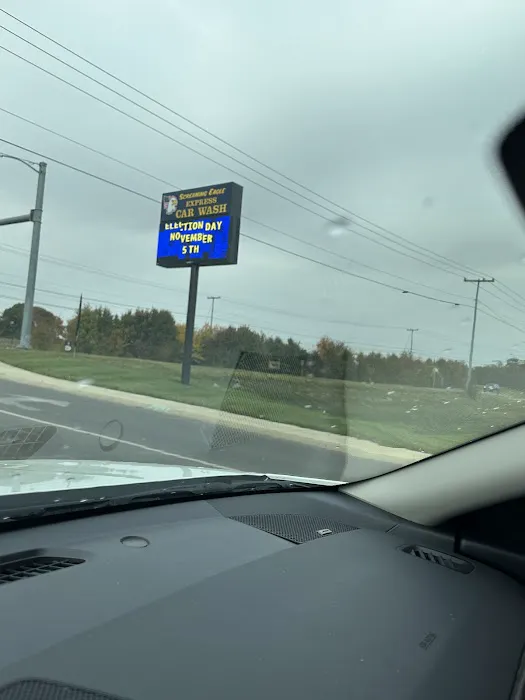 SCREAMING EAGLE
EXPRESS
CAR WASH
ELECTION DAY
NOVEMBER
5TH